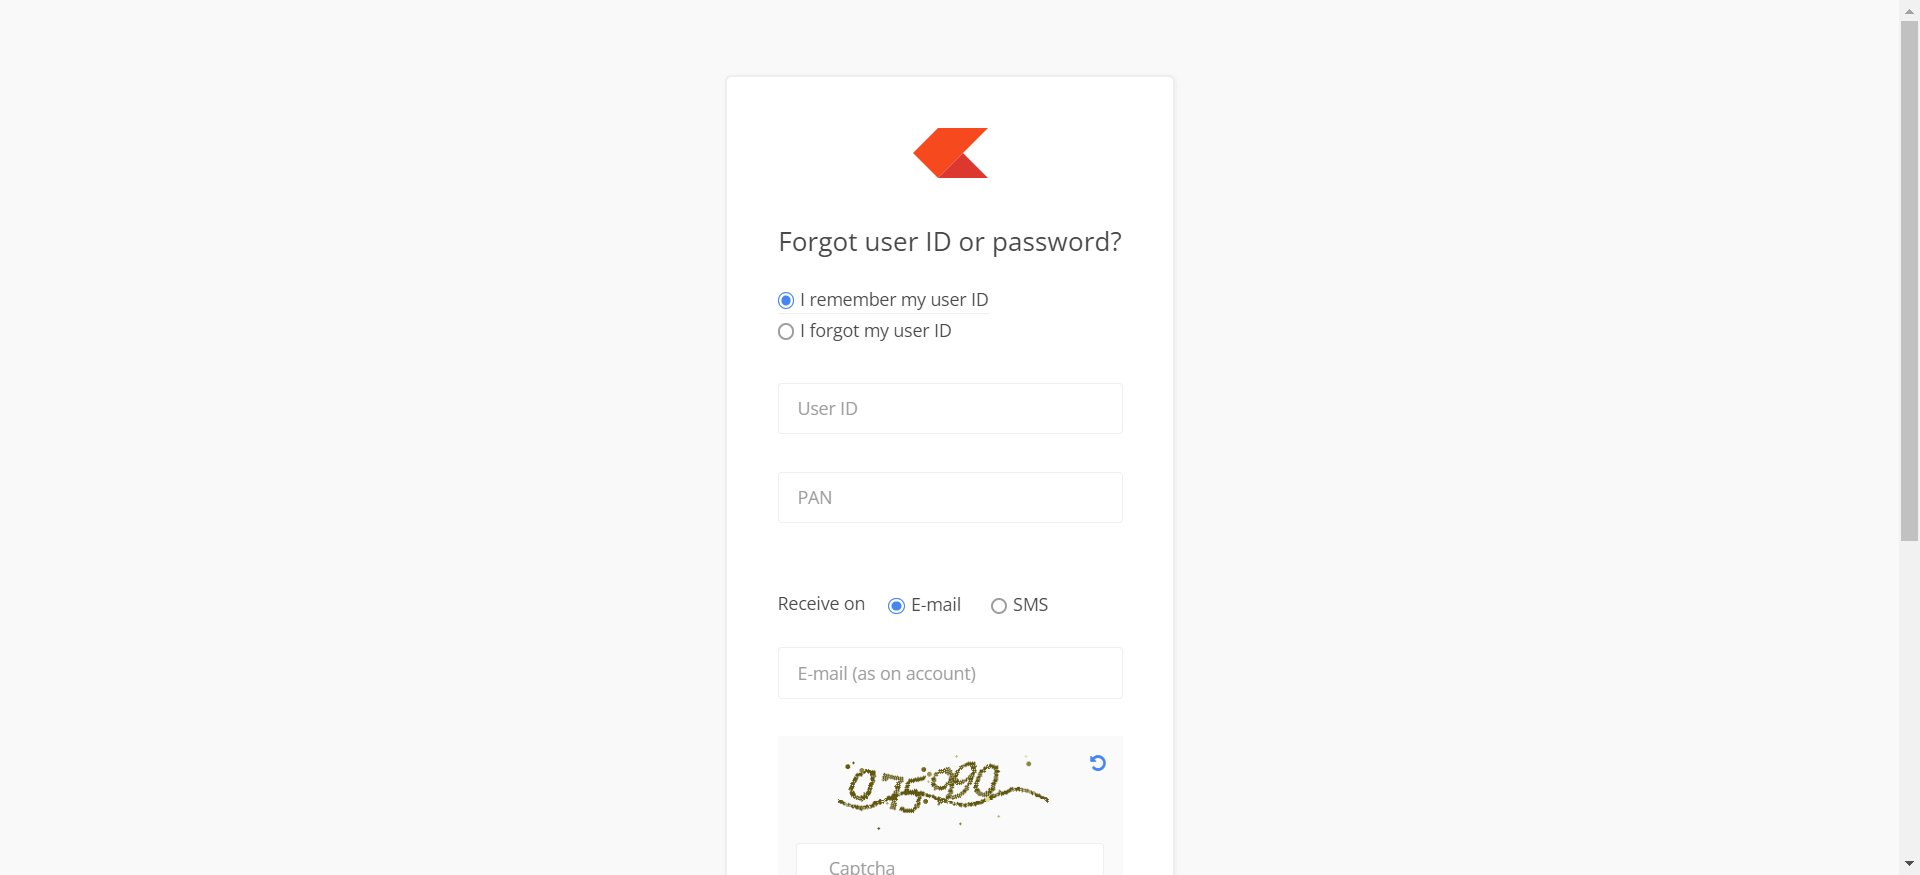 Forgot user ID or password?
I remember my user ID
I forgot my user ID
User ID
PAN
Receive on E-mail SMS
E-mail (as on account)
075990
Captcha